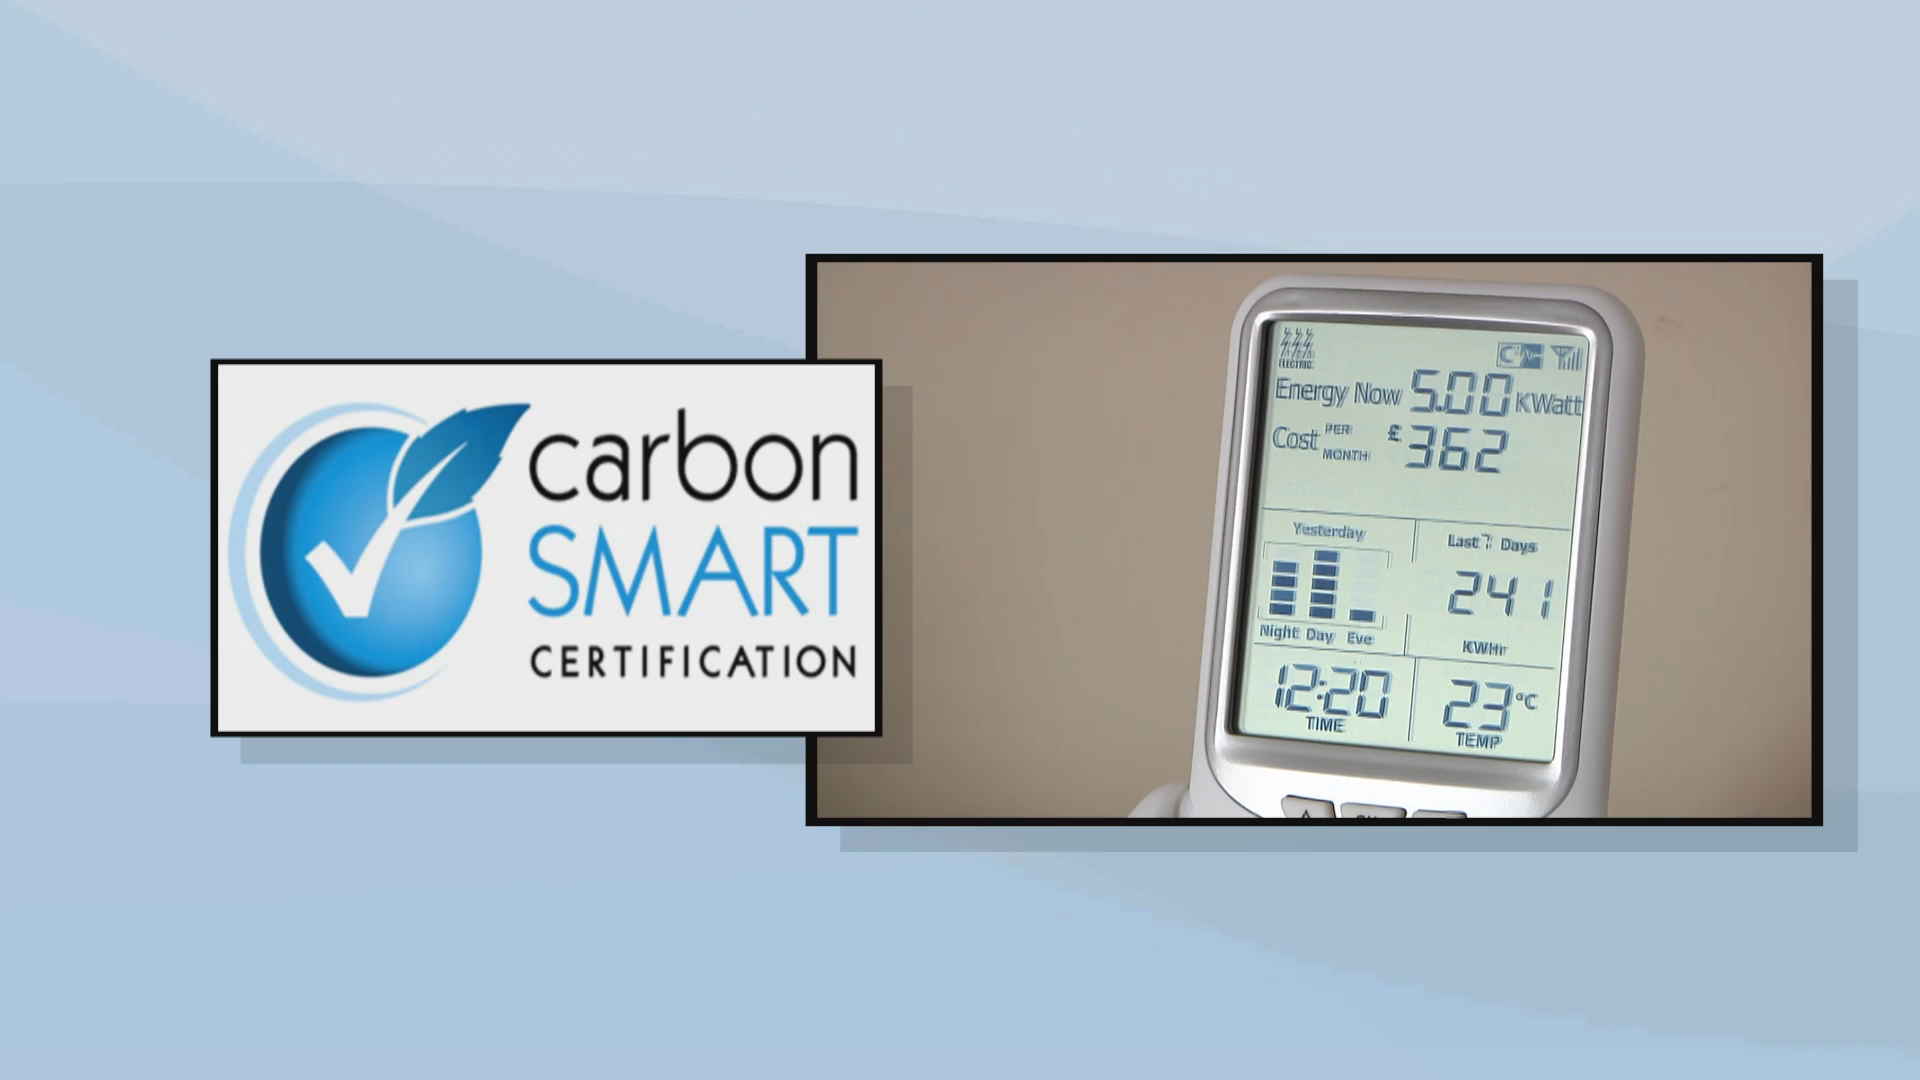 carbon
SMART
CERTIFICATION
ELECTRIC
Energy Now 5.00 KWatt
Cost PER MONTH £ 362
Yesterday
Night Day Eve
Last 7 Days
241
KWHr
12:20
TIME
23 °C
TEMP